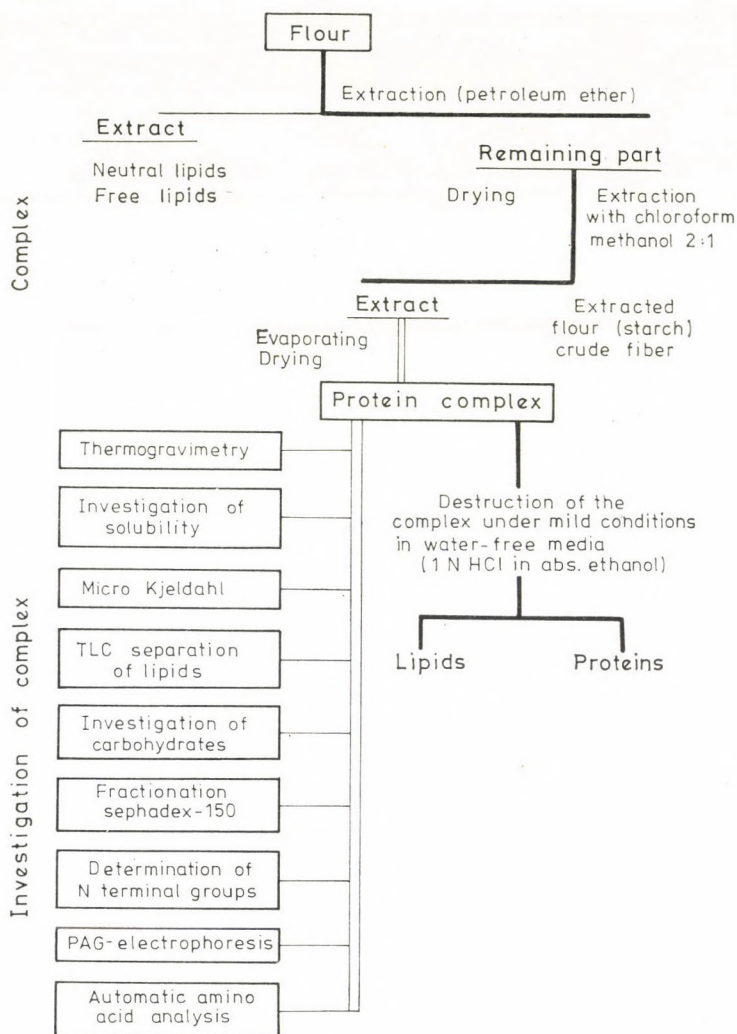 Flour
Extraction (petroleum ether)
Extract
Neutral lipids
Free lipids
Remaining part
Drying
Extraction
with chloroform
methanol 2:1
Complex
Extract
Extracted
flour (starch)
crude fiber
Evaporating
Drying
Protein complex
Thermogravimetry
Investigation of
solubility
Micro Kjeldahl
TLC separation
of lipids
Investigation of
carbohydrates
Fractionation
sephadex-150
Determination of
N terminal groups
PAG-electrophoresis
Automatic amino
acid analysis
Destruction of the
complex under mild conditions
in water-free media
(1 N HCl in abs. ethanol)
Lipids
Proteins
Investigation of complex